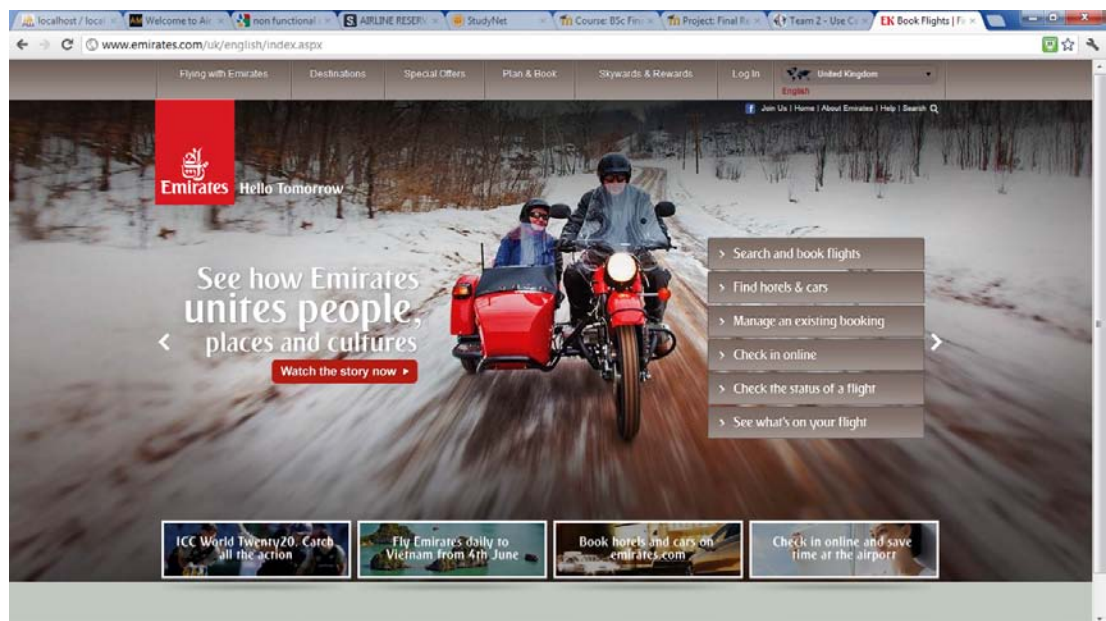 localhost / local
Welcome to Air
non functional
AIRLINE RESERV
StudyNet
Course: BSc Fin
Project: Final Re
Team 2 - Use C
EK Book Flights | Fl
www.emirates.com/uk/english/index.aspx
Flying with Emirates
Destinations
Special Offers
Plan & Book
Skywards & Rewards
Log In
United Kingdom
English
Join Us | Home | About Emirates | Help | Search
Emirates
Hello Tomorrow
See how Emirates
unites people,
places and cultures
Watch the story now
Search and book flights
Find hotels & cars
Manage an existing booking
Check in online
Check the status of a flight
See what's on your flight
ICC World Twenty20. Catch
all the action
Fly Emirates daily to
Vietnam from 4th June
Book hotels and cars on
emirates.com
Check in online and save
time at the airport